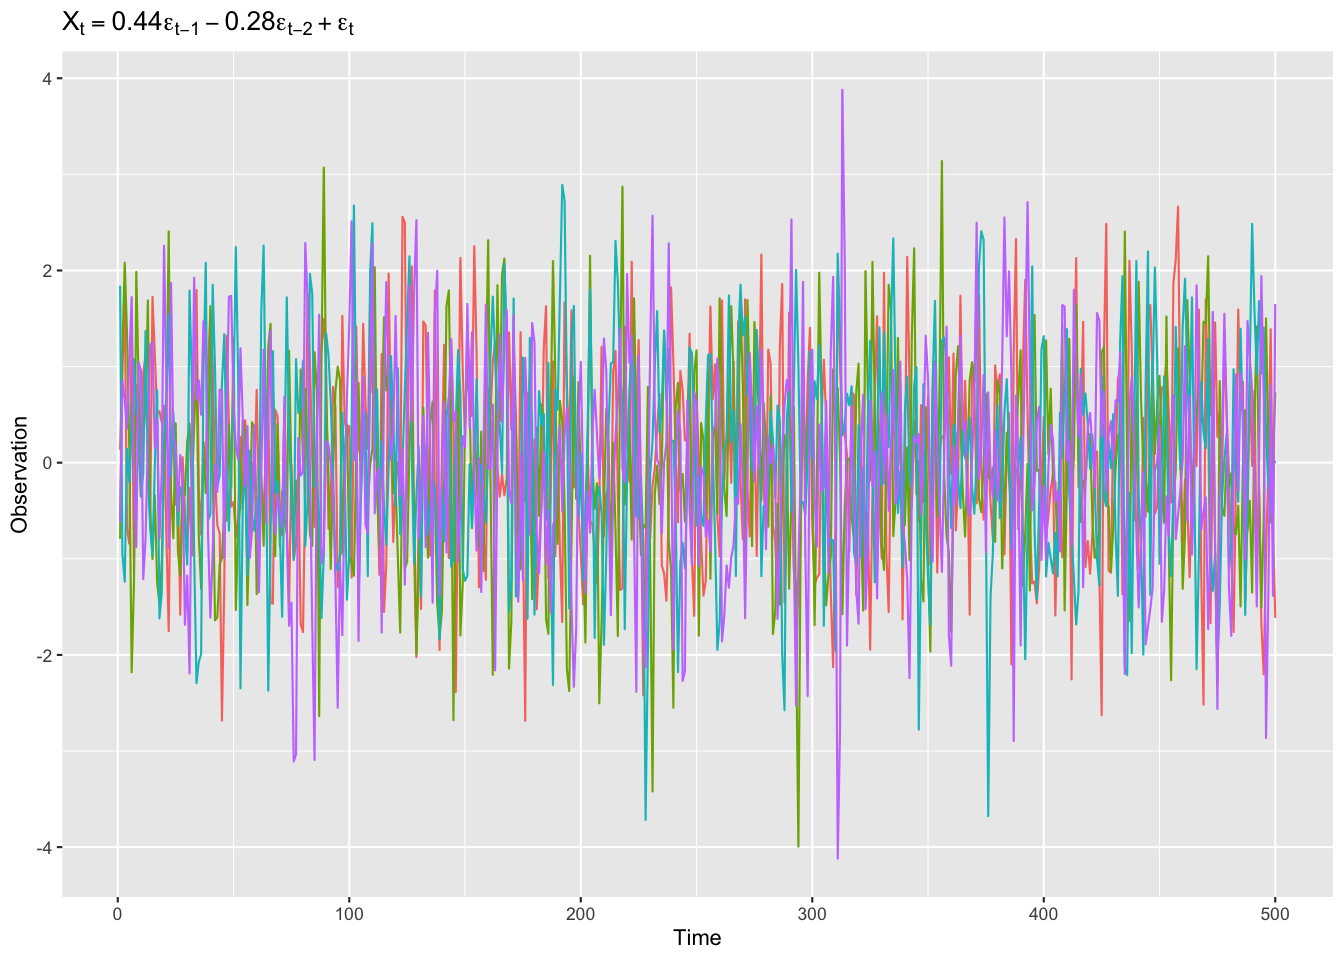 Xₜ = 0.44εₜ₋₁ − 0.28εₜ₋₂ + εₜ
4
2
0
-2
-4
Observation
0 100 200 300 400 500
Time